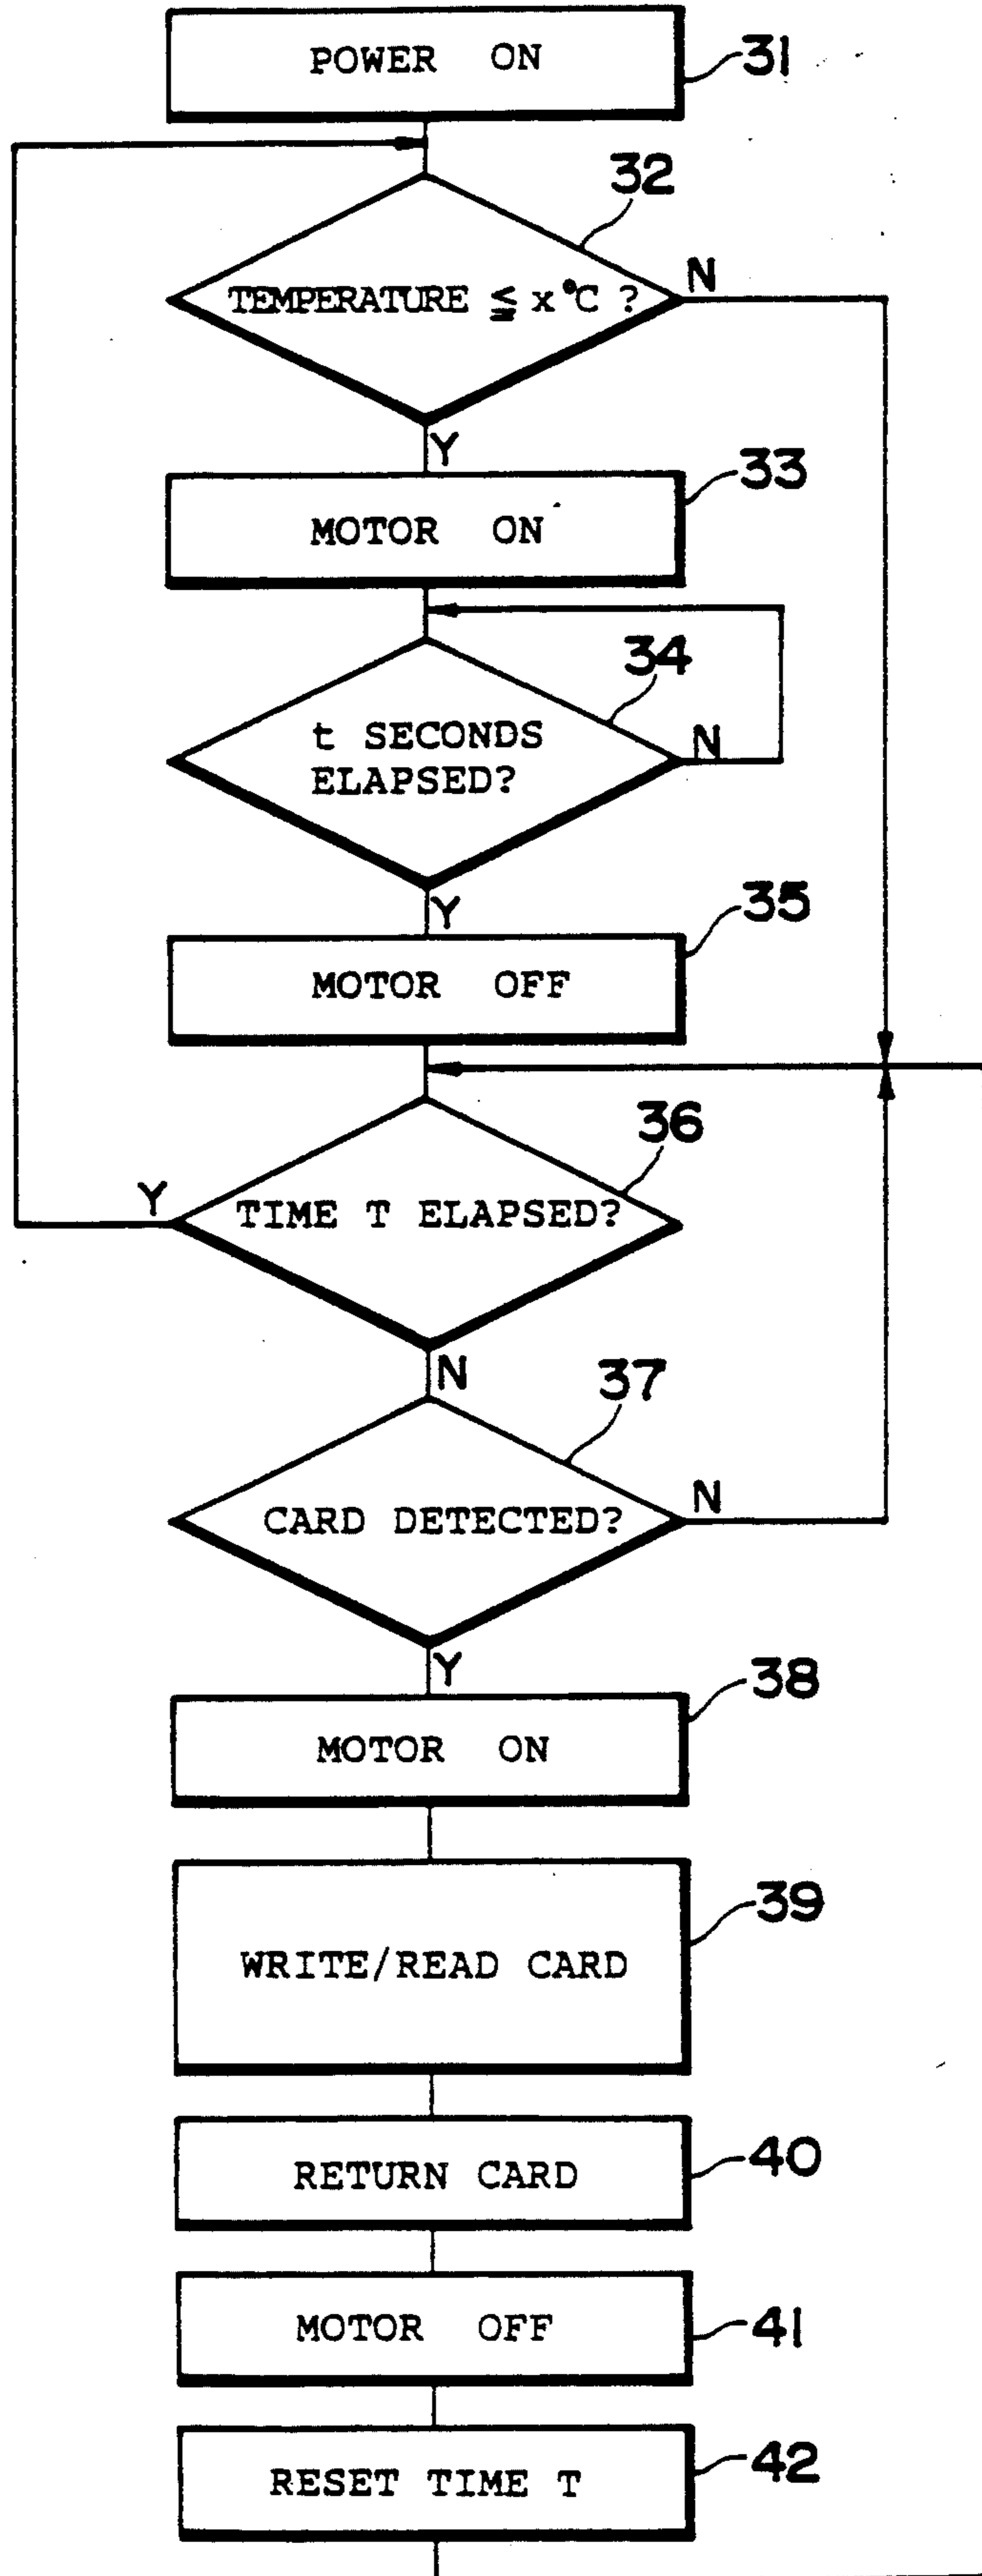 POWER ON
31
32
TEMPERATURE ≦ x°C ?
N
Y
33
MOTOR ON
34
t SECONDS
ELAPSED?
N
Y
35
MOTOR OFF
36
Y
TIME T ELAPSED?
N
37
CARD DETECTED?
N
Y
38
MOTOR ON
39
WRITE/READ CARD
RETURN CARD
40
MOTOR OFF
41
RESET TIME T
42